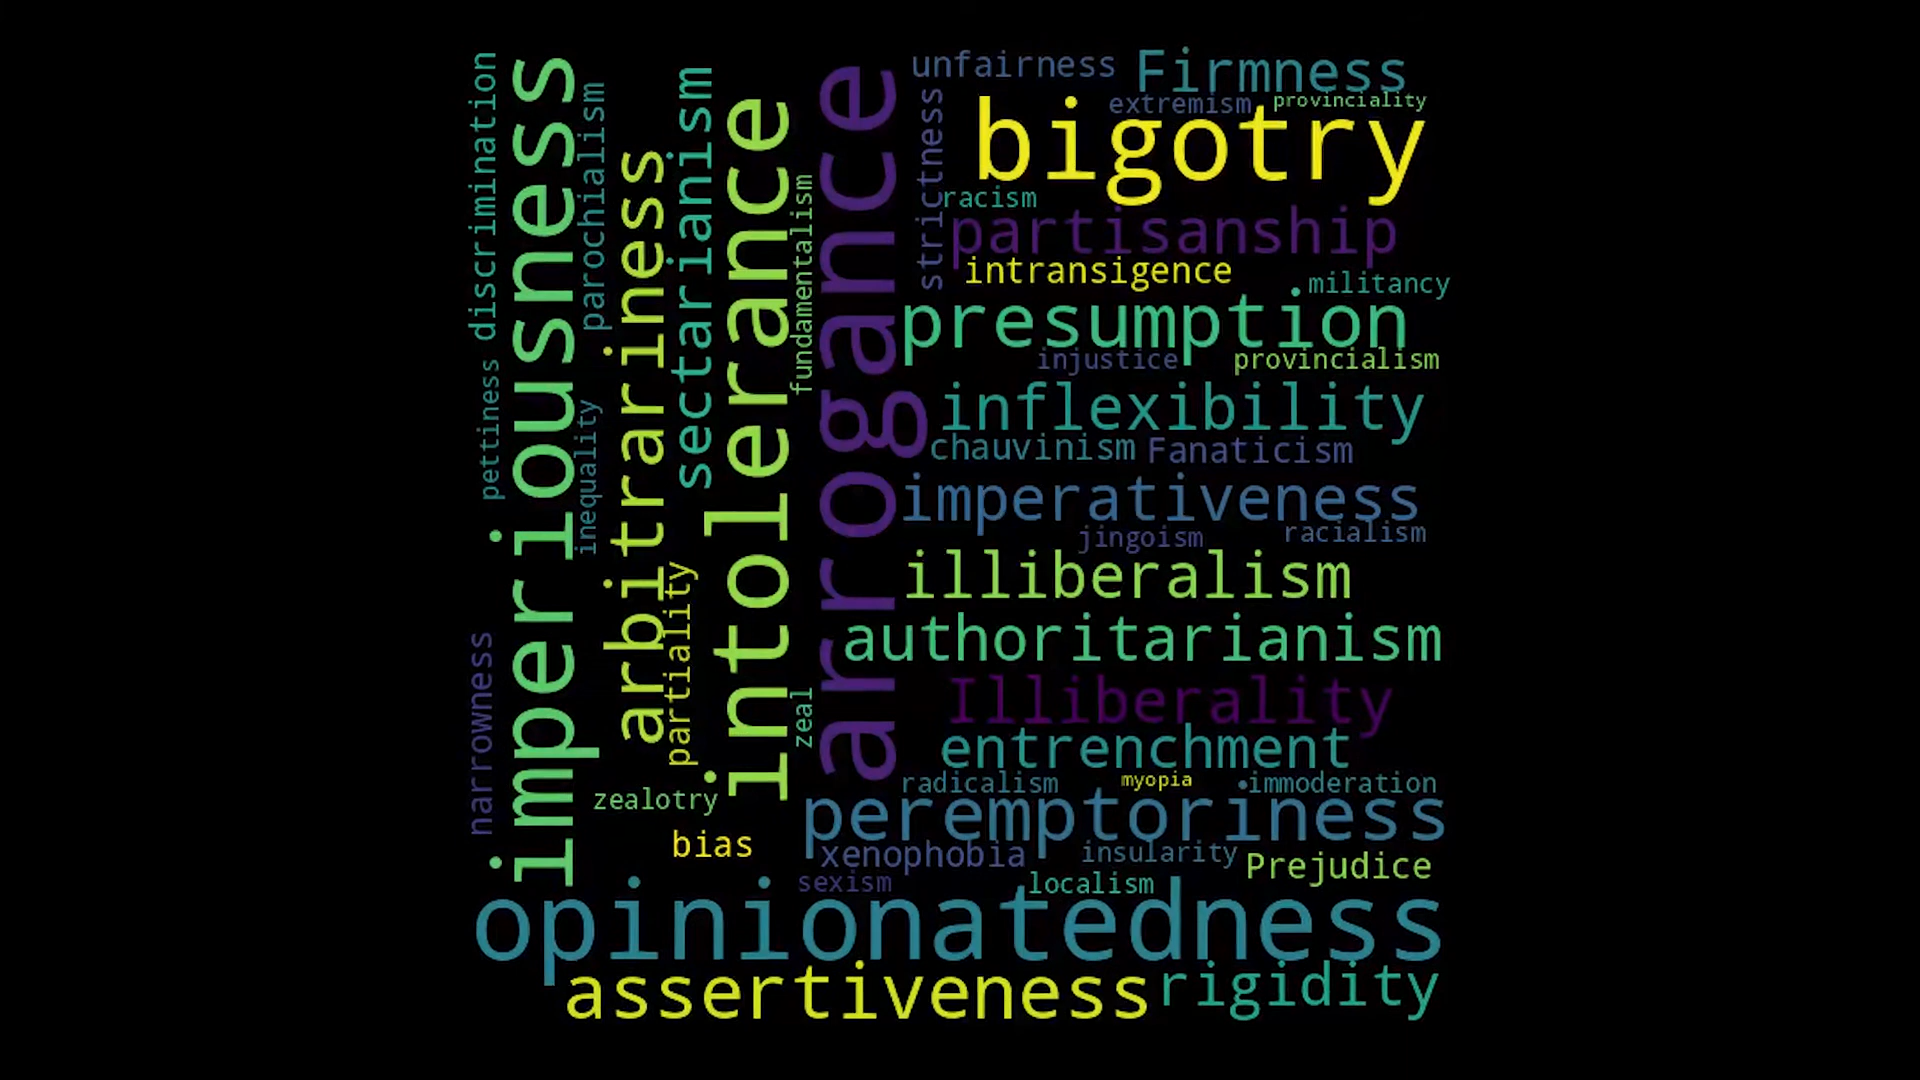 discrimination
pettiness
narrowness
imperiousness
parochialism
inequality
arbitrariness
sectarianism
partiality
intolerance
fundamentalism
zeal
arrogance
strictness
unfairness
Firmness
extremism
provinciality
bigotry
racism
partisanship
intransigence
militancy
presumption
injustice
provincialism
inflexibility
chauvinism
Fanaticism
imperativeness
jingoism
racialism
illiberalism
authoritarianism
Illiberality
entrenchment
radicalism
myopia
immoderation
zealotry
peremptoriness
bias
xenophobia
insularity
Prejudice
sexism
localism
opinionatedness
assertiveness
rigidity